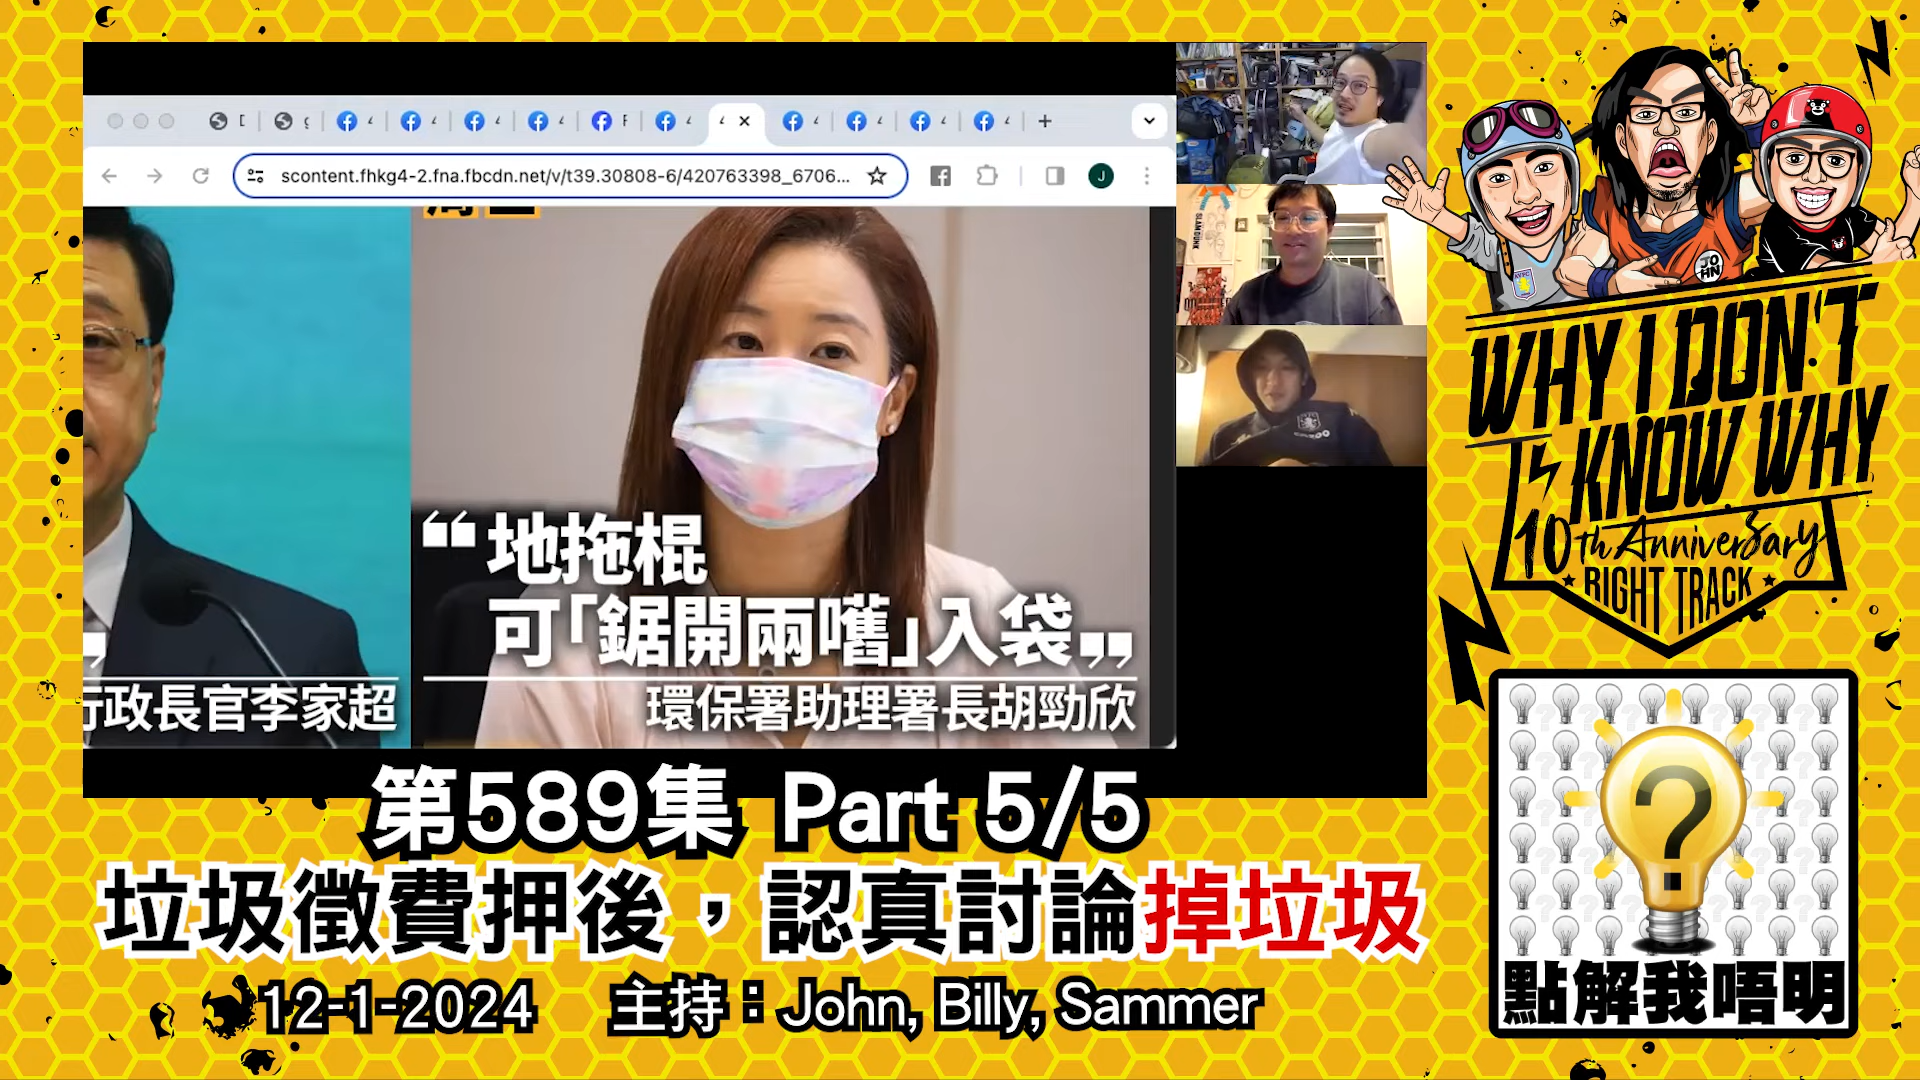 scontent.fhkg4-2.fna.fbcdn.net/v/t39.30808-6/420763398_6706...
J
“地拖棍
可「鋸開兩嚿」入袋”
行政長官李家超
環保署助理署長胡勁欣
SLAM DUNK
JOHN
WHY I DON'T
KNOW WHY
10th Anniversary
RIGHT TRACK
第589集 Part 5/5
垃圾徵費押後，認真討論掉垃圾
12-1-2024 主持：John, Billy, Sammer
?
點解我唔明